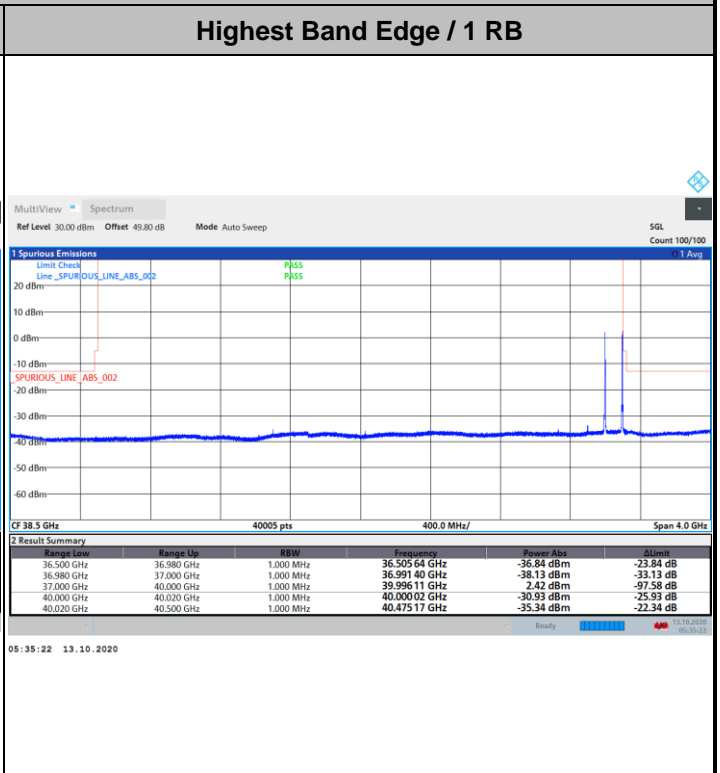 Highest Band Edge / 1 RB
MultiView Spectrum
Ref Level 30.00 dBm Offset 49.80 dB Mode Auto Sweep SGL
Count 100/100
1 Spurious Emissions 1 Avg
Limit Check PASS
Line _SPURIOUS_LINE_ABS_002 PASS
20 dBm
10 dBm
0 dBm
-10 dBm
_SPURIOUS_LINE_ABS_002
-20 dBm
-30 dBm
-40 dBm
-50 dBm
-60 dBm
CF 38.5 GHz 40005 pts 400.0 MHz/ Span 4.0 GHz
2 Result Summary
Range Low Range Up RBW Frequency Power Abs ΔLimit
36.500 GHz 36.980 GHz 1.000 MHz 36.505 64 GHz -36.84 dBm -23.84 dB
36.980 GHz 37.000 GHz 1.000 MHz 36.991 40 GHz -38.13 dBm -33.13 dB
37.000 GHz 40.000 GHz 1.000 MHz 39.996 11 GHz 2.42 dBm -97.58 dB
40.000 GHz 40.020 GHz 1.000 MHz 40.000 02 GHz -30.93 dBm -25.93 dB
40.020 GHz 40.500 GHz 1.000 MHz 40.475 17 GHz -35.34 dBm -22.34 dB
Ready 13.10.2020
05:35:22
05:35:22 13.10.2020